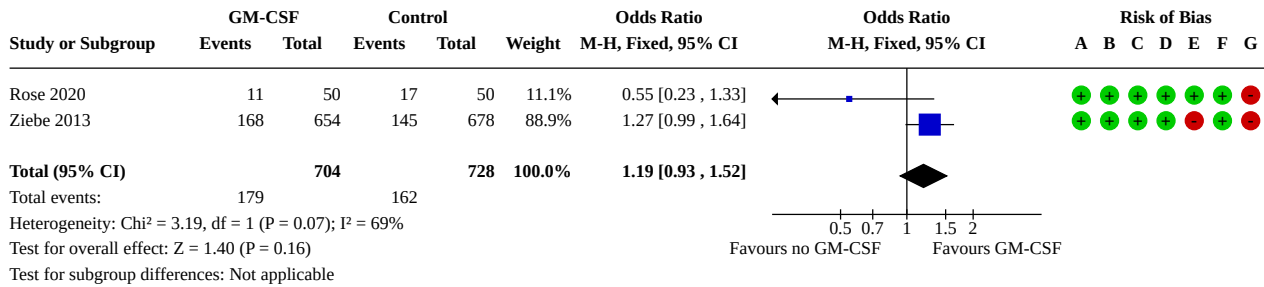 GM-CSF Control Odds Ratio Odds Ratio Risk of Bias
Study or Subgroup Events Total Events Total Weight M-H, Fixed, 95% CI M-H, Fixed, 95% CI A B C D E F G
Rose 2020 11 50 17 50 11.1% 0.55 [0.23 , 1.33] + + + + + + -
Ziebe 2013 168 654 145 678 88.9% 1.27 [0.99 , 1.64] + + + + - + -
Total (95% CI) 704 728 100.0% 1.19 [0.93 , 1.52]
Total events: 179 162
Heterogeneity: Chi² = 3.19, df = 1 (P = 0.07); I² = 69%
0.5 0.7 1 1.5 2
Test for overall effect: Z = 1.40 (P = 0.16)
Favours no GM-CSF Favours GM-CSF
Test for subgroup differences: Not applicable